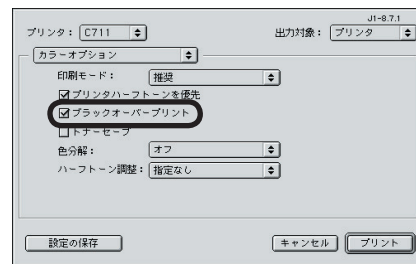 J1-8.7.1
プリンタ： C711 出力対象： プリンタ
カラーオプション
印刷モード： 推奨
プリンタハーフトーンを優先
ブラックオーバープリント
トナーセーブ
色分解： オフ
ハーフトーン調整： 指定なし
設定の保存 キャンセル プリント